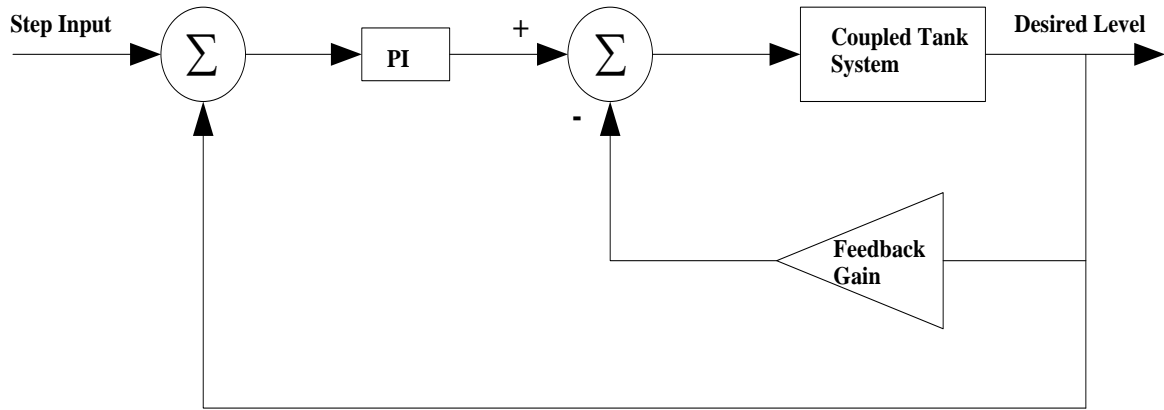 Step Input
Σ
PI
+
-
Σ
Coupled Tank
System
Desired Level
Feedback
Gain